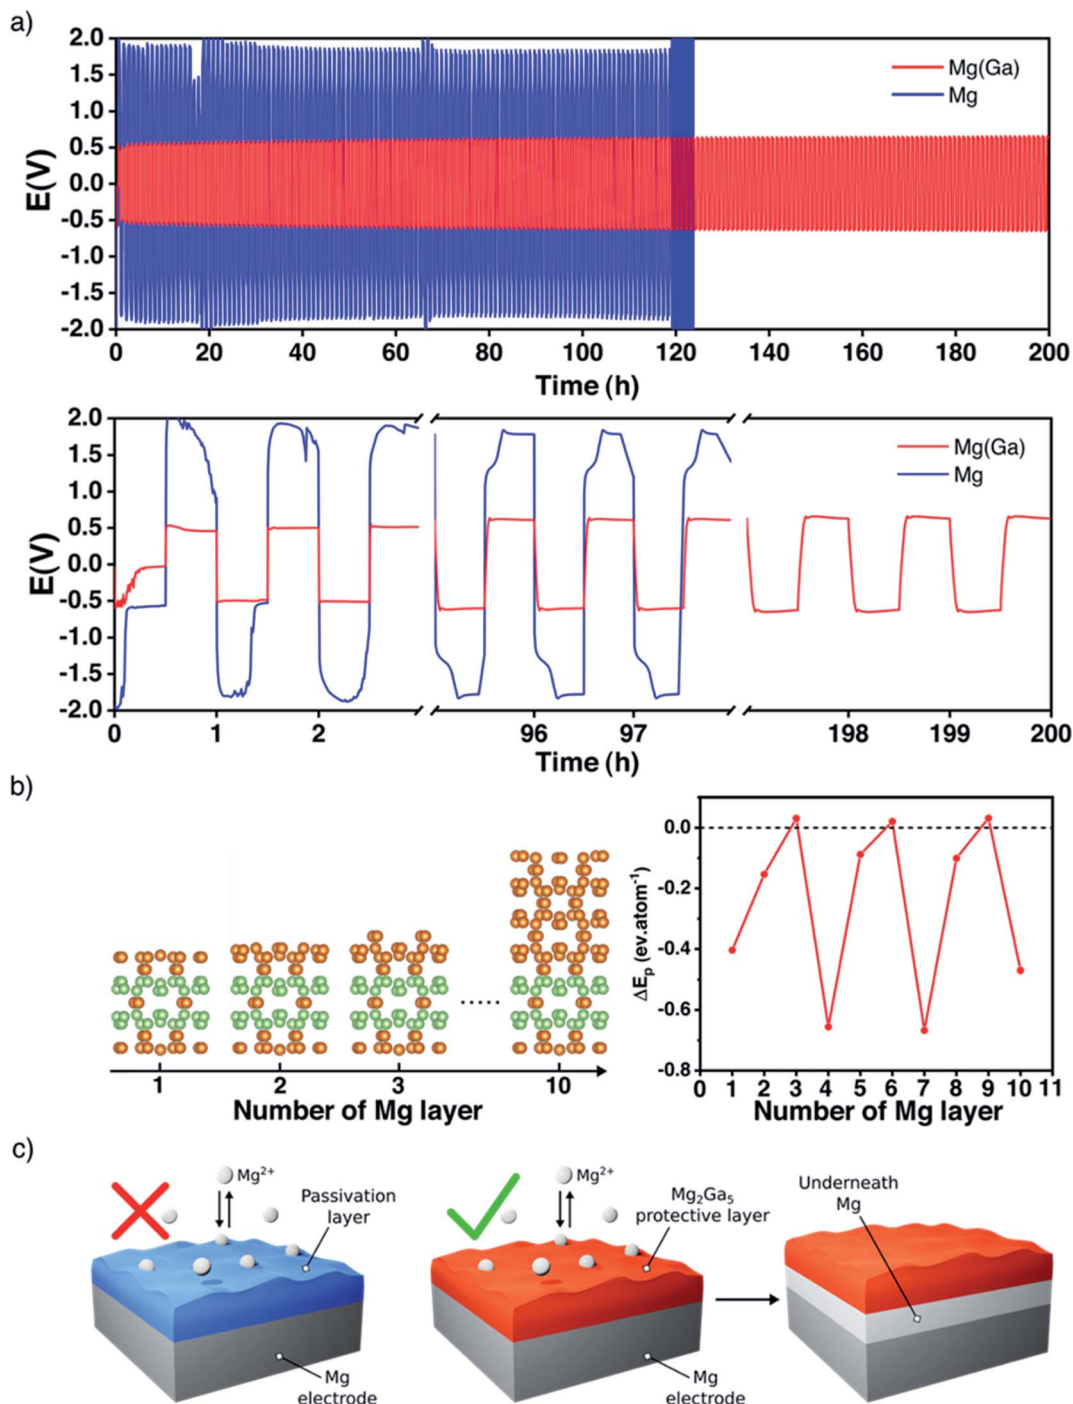 a)
2.0
1.5
1.0
0.5
0.0
-0.5
-1.0
-1.5
-2.0
E(V)
Mg(Ga)
Mg
0 20 40 60 80 100 120 140 160 180 200
Time (h)
2.0
1.5
1.0
0.5
0.0
-0.5
-1.0
-1.5
-2.0
E(V)
Mg(Ga)
Mg
0 1 2 96 97 198 199 200
Time (h)
b)
1 2 3 10
Number of Mg layer
0.0
-0.2
-0.4
-0.6
-0.8
ΔEp (ev.atom⁻¹)
0 1 2 3 4 5 6 7 8 9 10 11
Number of Mg layer
c)
Mg²⁺
Passivation
layer
Mg
electrode
Mg²⁺
Mg₂Ga₅
protective layer
Mg
electrode
Underneath
Mg